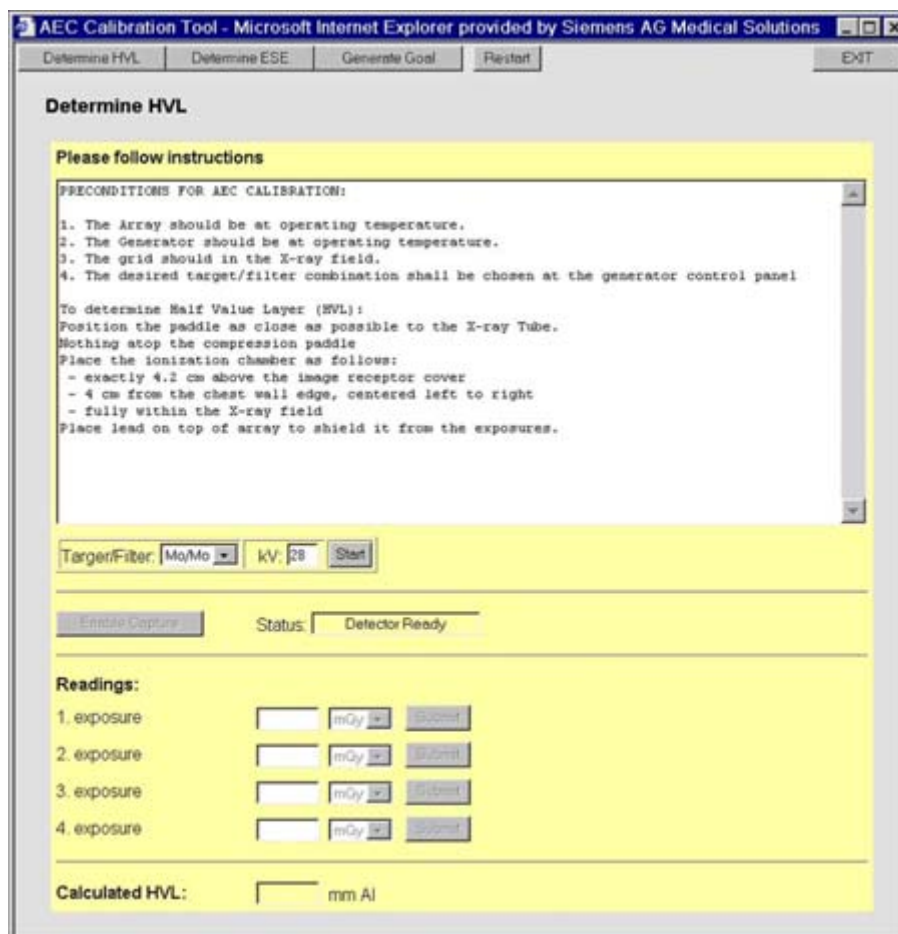 AEC Calibration Tool - Microsoft Internet Explorer provided by Siemens AG Medical Solutions
Determine HVL Determine ESE Generate Goal Restart EXIT
Determine HVL
Please follow instructions
PRECONDITIONS FOR AEC CALIBRATION:
1. The Array should be at operating temperature.
2. The Generator should be at operating temperature.
3. The grid should in the X-ray field.
4. The desired target/filter combination shall be chosen at the generator control panel
To determine Half Value Layer (HVL):
Position the paddle as close as possible to the X-ray Tube.
Nothing atop the compression paddle
Place the ionization chamber as follows:
- exactly 4.2 cm above the image receptor cover
- 4 cm from the chest wall edge, centered left to right
- fully within the X-ray field
Place lead on top of array to shield it from the exposures.
Targer/Filter: Mo/Mo kV: 28 Start
Enable Capture Status: Detector Ready
Readings:
1. exposure mGy Submit
2. exposure mGy Submit
3. exposure mGy Submit
4. exposure mGy Submit
Calculated HVL: mm Al